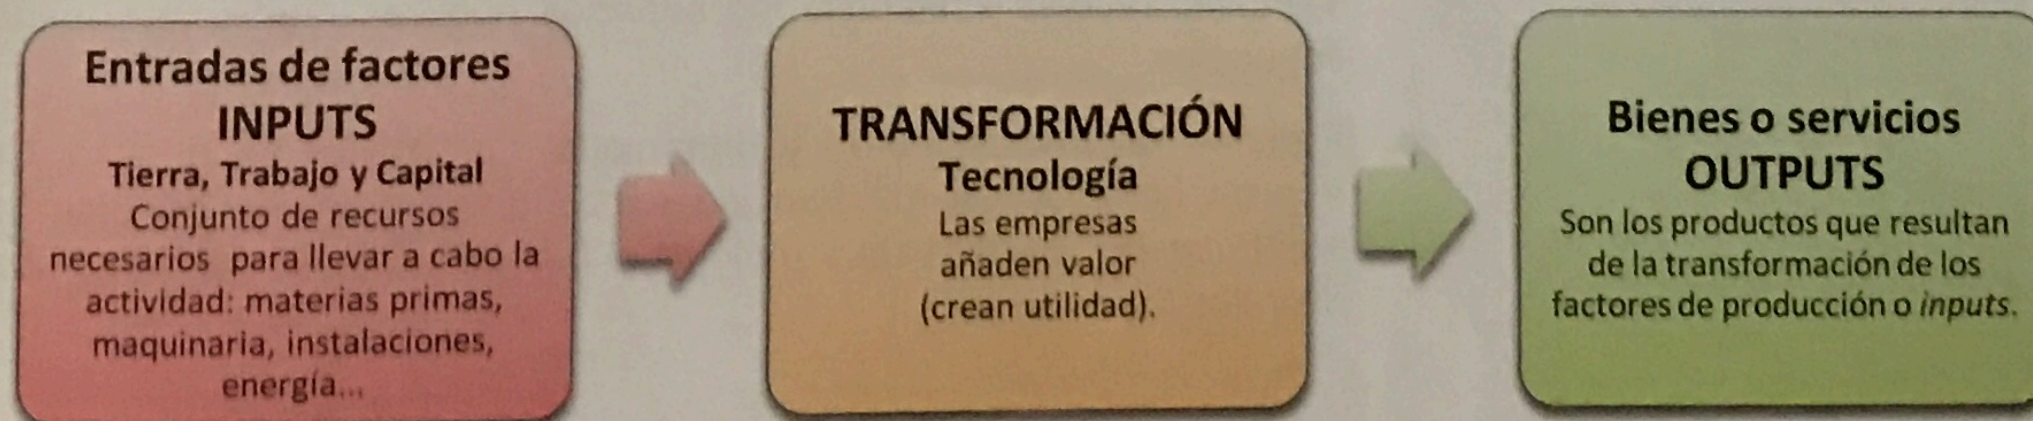 Entradas de factores
INPUTS
Tierra, Trabajo y Capital
Conjunto de recursos
necesarios para llevar a cabo la
actividad: materias primas,
maquinaria, instalaciones,
energía...
TRANSFORMACIÓN
Tecnología
Las empresas
añaden valor
(crean utilidad).
Bienes o servicios
OUTPUTS
Son los productos que resultan
de la transformación de los
factores de producción o inputs.